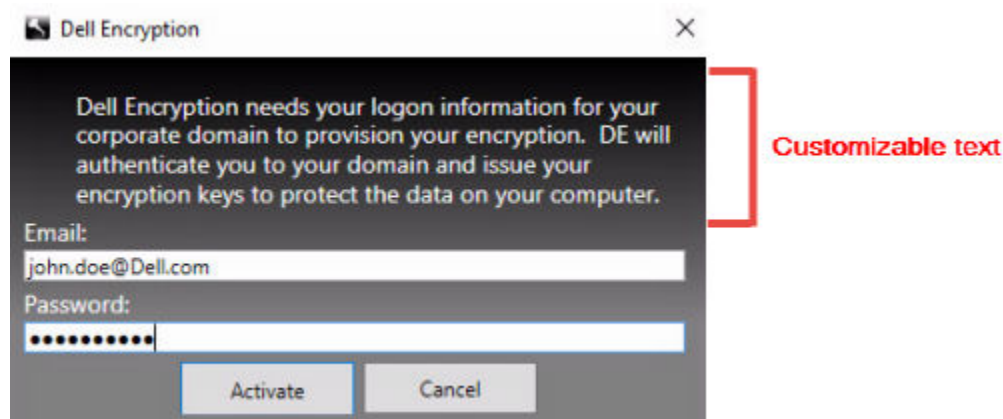 Dell Encryption
Dell Encryption needs your logon information for your
corporate domain to provision your encryption.  DE will
authenticate you to your domain and issue your
encryption keys to protect the data on your computer.
Customizable text
Email:
john.doe@Dell.com
Password:
●●●●●●●●●●
Activate
Cancel